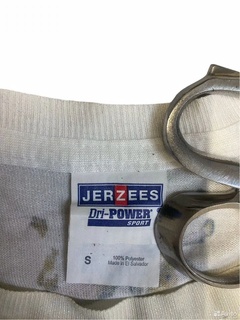 JERZEES
Dri-POWER®
SPORT
S
100% Polyester
Made in El Salvador